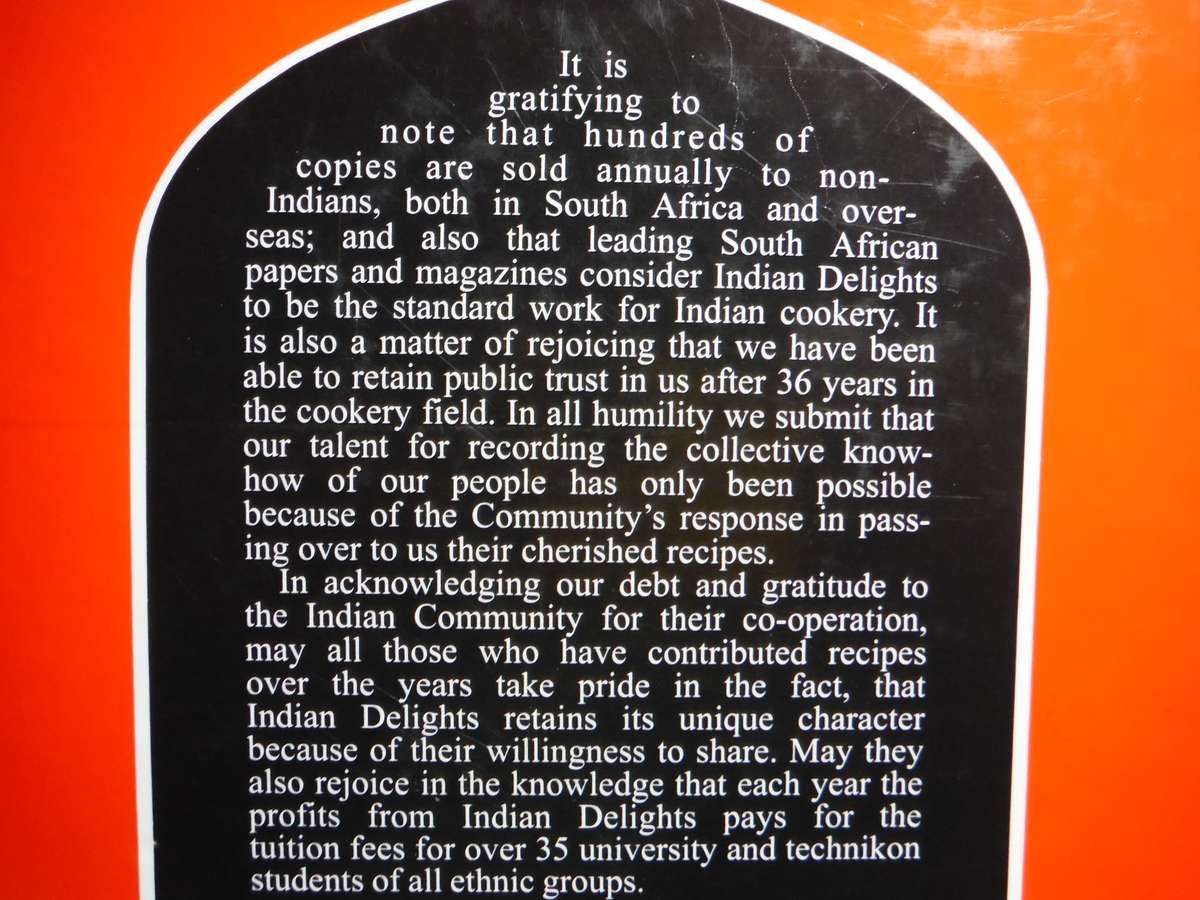 It is
gratifying to
note that hundreds of
copies are sold annually to non-
Indians, both in South Africa and over-
seas; and also that leading South African
papers and magazines consider Indian Delights
to be the standard work for Indian cookery. It
is also a matter of rejoicing that we have been
able to retain public trust in us after 36 years in
the cookery field. In all humility we submit that
our talent for recording the collective know-
how of our people has only been possible
because of the Community's response in pass-
ing over to us their cherished recipes.
In acknowledging our debt and gratitude to
the Indian Community for their co-operation,
may all those who have contributed recipes
over the years take pride in the fact, that
Indian Delights retains its unique character
because of their willingness to share. May they
also rejoice in the knowledge that each year the
profits from Indian Delights pays for the
tuition fees for over 35 university and technikon
students of all ethnic groups.